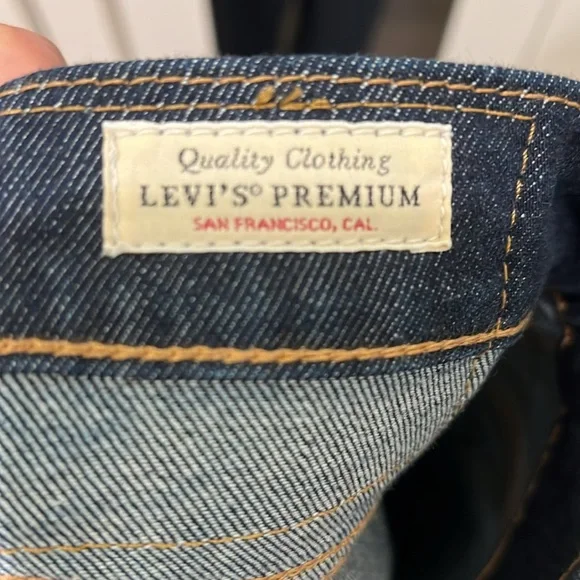 Quality Clothing
LEVI'S® PREMIUM
SAN FRANCISCO, CAL.